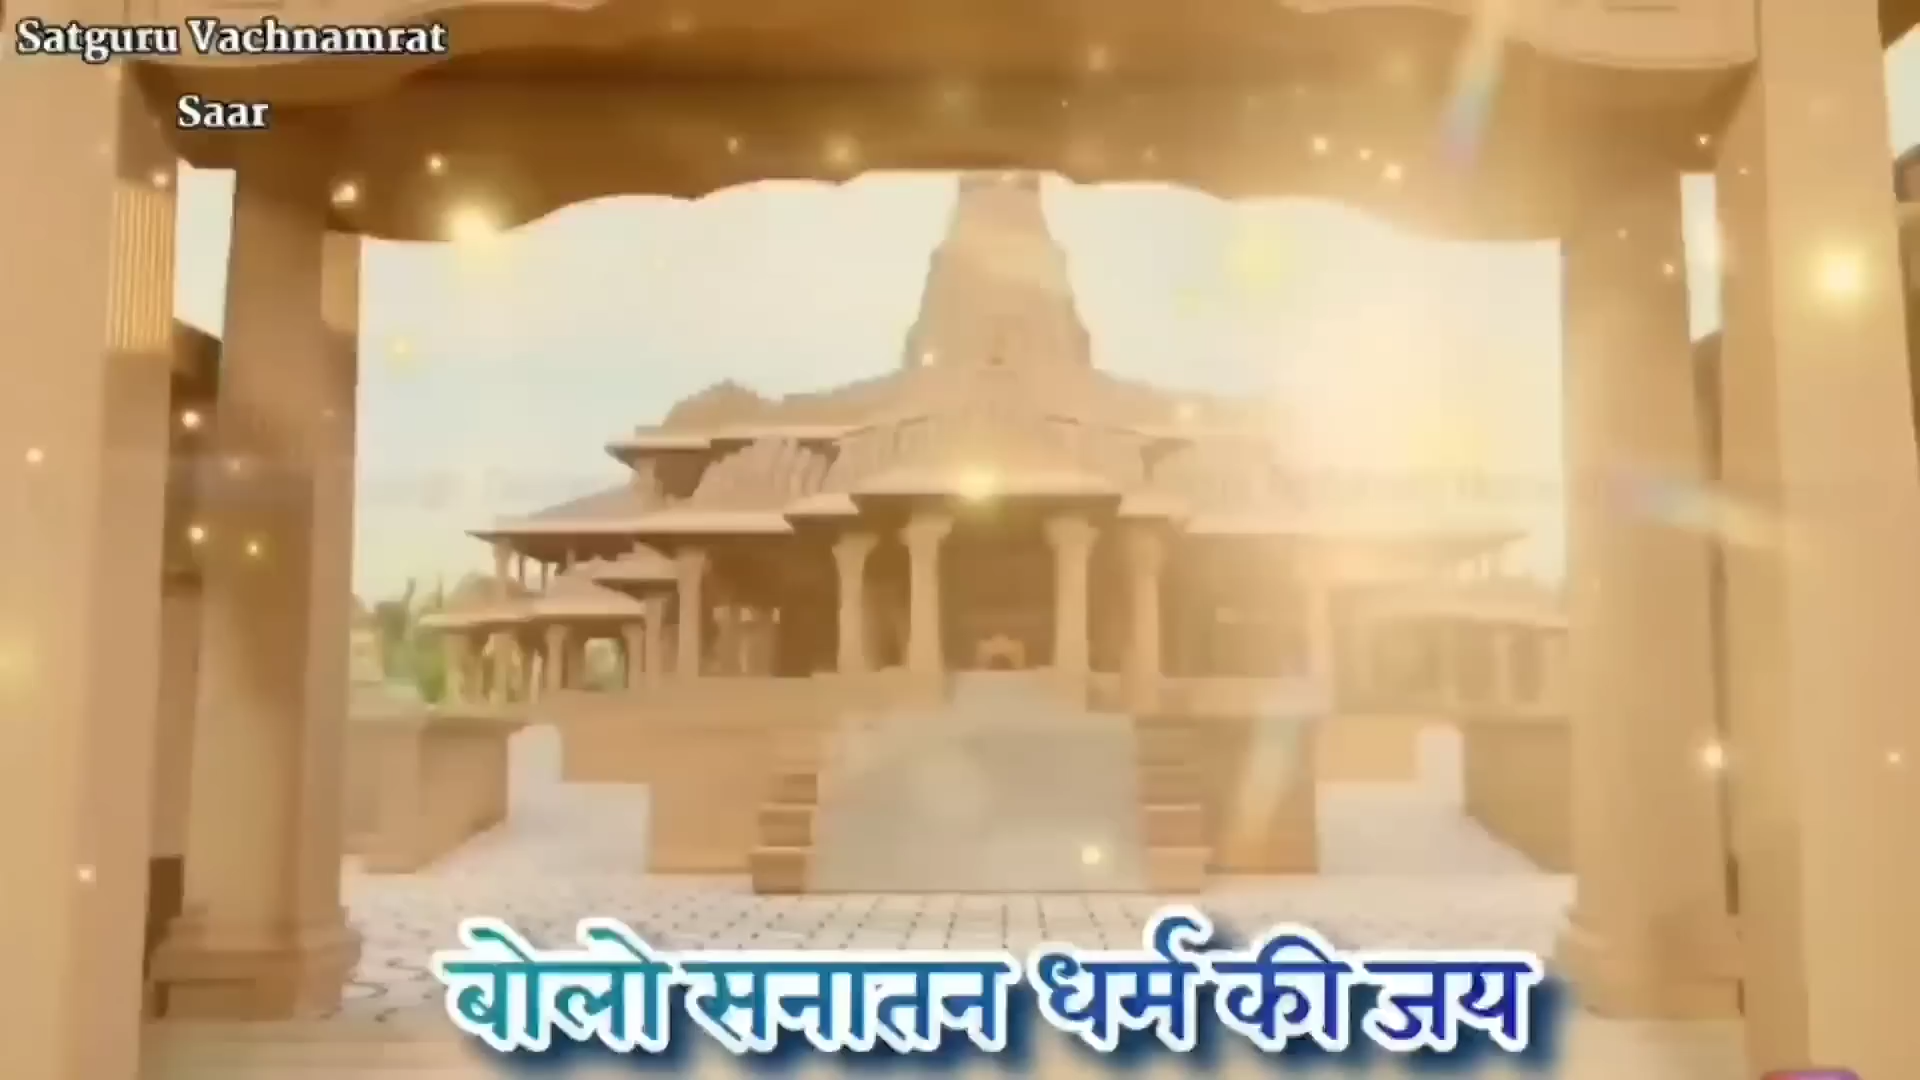 Satguru Vachnamrat
Saar
बोलो सनातन धर्म की जय